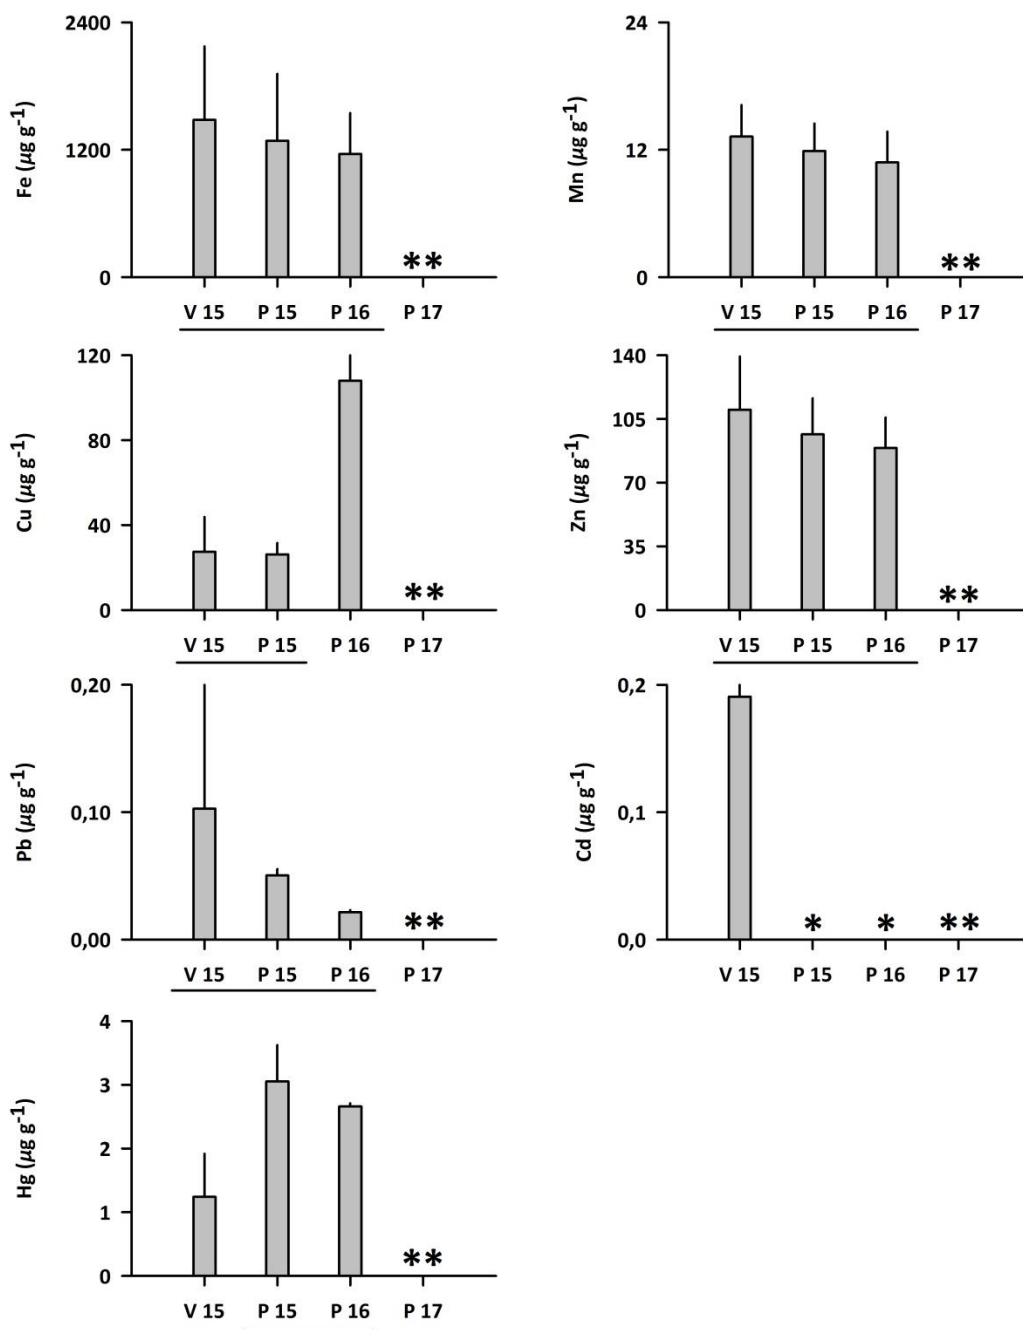 2400
1200
0
Fe (µg g-1)
** 
V 15 P 15 P 16 P 17
24
12
0
Mn (µg g-1)
**
V 15 P 15 P 16 P 17
120
80
40
0
Cu (µg g-1)
**
V 15 P 15 P 16 P 17
140
105
70
35
0
Zn (µg g-1)
**
V 15 P 15 P 16 P 17
0,20
0,10
0,00
Pb (µg g-1)
**
V 15 P 15 P 16 P 17
0,2
0,1
0,0
Cd (µg g-1)
* * **
V 15 P 15 P 16 P 17
4
3
2
1
0
Hg (µg g-1)
**
V 15 P 15 P 16 P 17